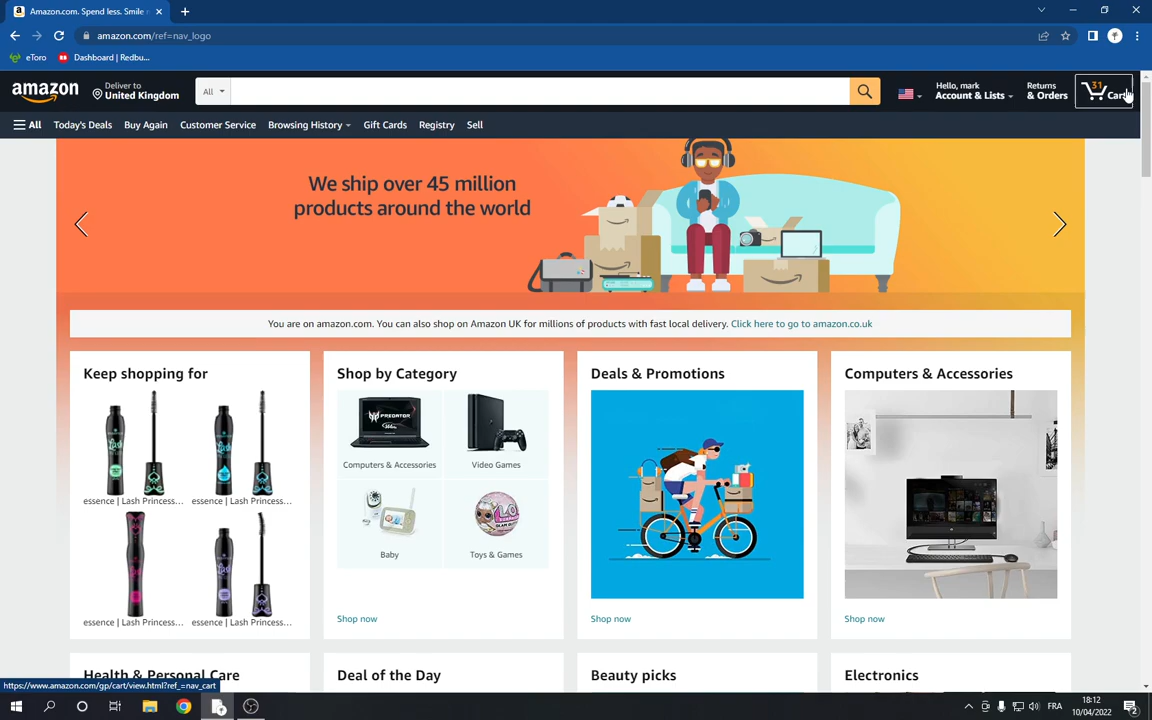 Amazon.com. Spend less. Smile
amazon.com/ref=nav_logo
eToro
Dashboard | Redbu...
amazon
Deliver to
United Kingdom
All
Hello, mark
Account & Lists
Returns
& Orders
31
Cart
All
Today's Deals
Buy Again
Customer Service
Browsing History
Gift Cards
Registry
Sell
We ship over 45 million
products around the world
You are on amazon.com. You can also shop on Amazon UK for millions of products with fast local delivery. Click here to go to amazon.co.uk
Keep shopping for
essence | Lash Princess...
essence | Lash Princess...
essence | Lash Princess...
essence | Lash Princess...
Shop by Category
PREDATOR
Computers & Accessories
Video Games
Baby
Toys & Games
Shop now
Deals & Promotions
Shop now
Computers & Accessories
Shop now
Health & Personal Care
Deal of the Day
Beauty picks
Electronics
https://www.amazon.com/gp/cart/view.html?ref_=nav_cart
FRA
18:12
10/04/2022
2